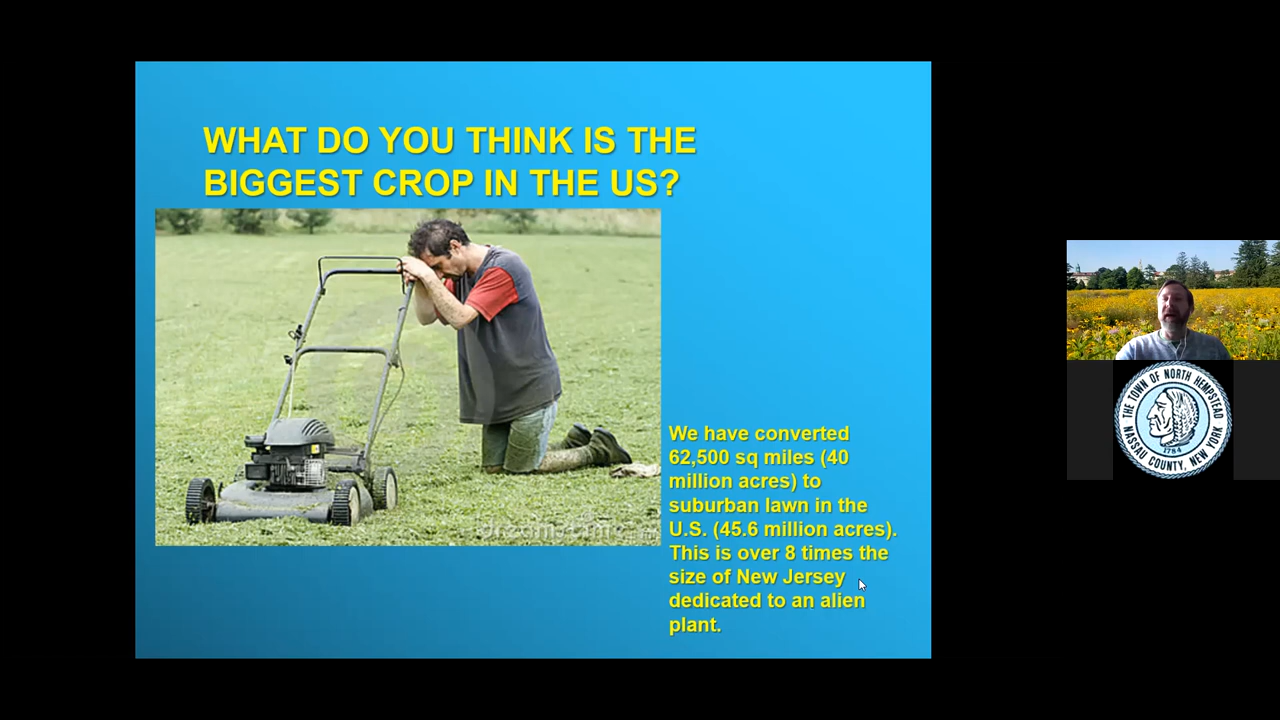 WHAT DO YOU THINK IS THE
BIGGEST CROP IN THE US?
We have converted
62,500 sq miles (40
million acres) to
suburban lawn in the
U.S. (45.6 million acres).
This is over 8 times the
size of New Jersey
dedicated to an alien
plant.
dreamstime
THE TOWN OF NORTH HEMPSTEAD
NASSAU COUNTY, NEW YORK
1784